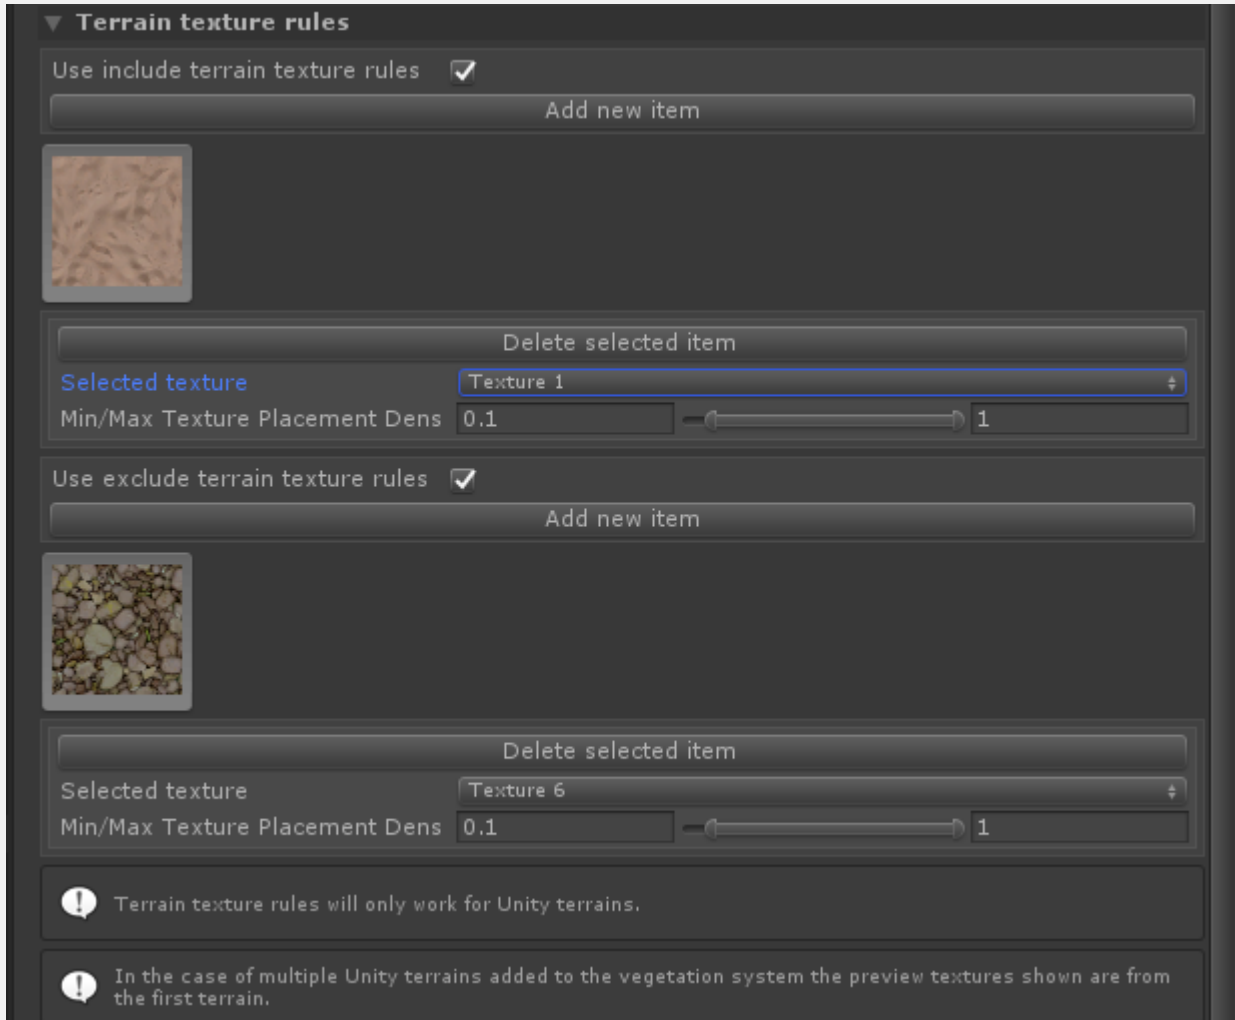 Terrain texture rules
Use include terrain texture rules
Add new item
Delete selected item
Selected texture Texture 1
Min/Max Texture Placement Dens 0.1 1
Use exclude terrain texture rules
Add new item
Delete selected item
Selected texture Texture 6
Min/Max Texture Placement Dens 0.1 1
Terrain texture rules will only work for Unity terrains.
In the case of multiple Unity terrains added to the vegetation system the preview textures shown are from
the first terrain.